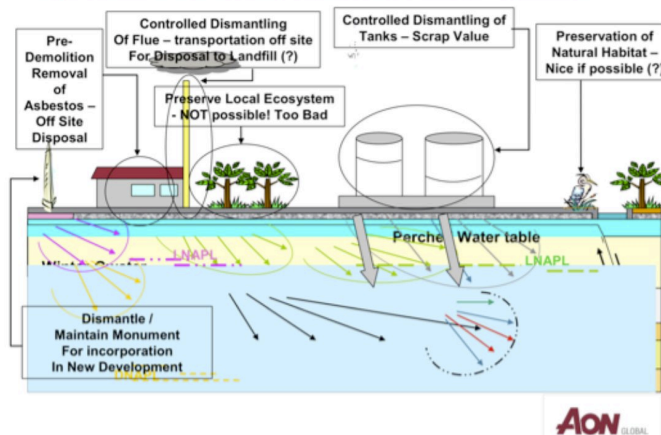 Pre-
Demolition
Removal
of
Asbestos –
Off Site
Disposal
Controlled Dismantling
Of Flue – transportation off site
For Disposal to Landfill (?)
Preserve Local Ecosystem
- NOT possible! Too Bad
Controlled Dismantling of
Tanks – Scrap Value
Preservation of
Natural Habitat –
Nice if possible (?)
Water table
LNAPL
LNAPL
Dismantle /
Maintain Monument
For incorporation
In New Development
DNAPL
AON GLOBAL